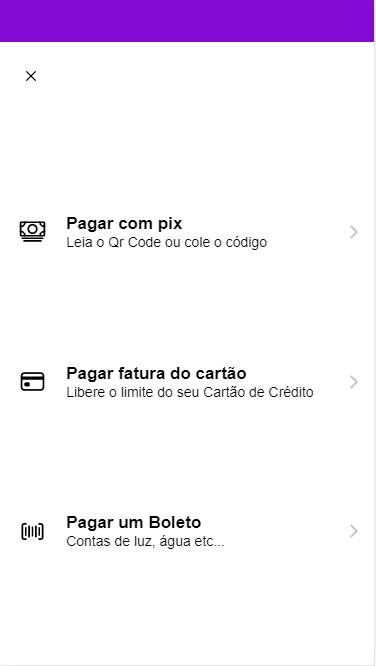 Pagar com pix
Leia o Qr Code ou cole o código
Pagar fatura do cartão
Libere o limite do seu Cartão de Crédito
Pagar um Boleto
Contas de luz, água etc...